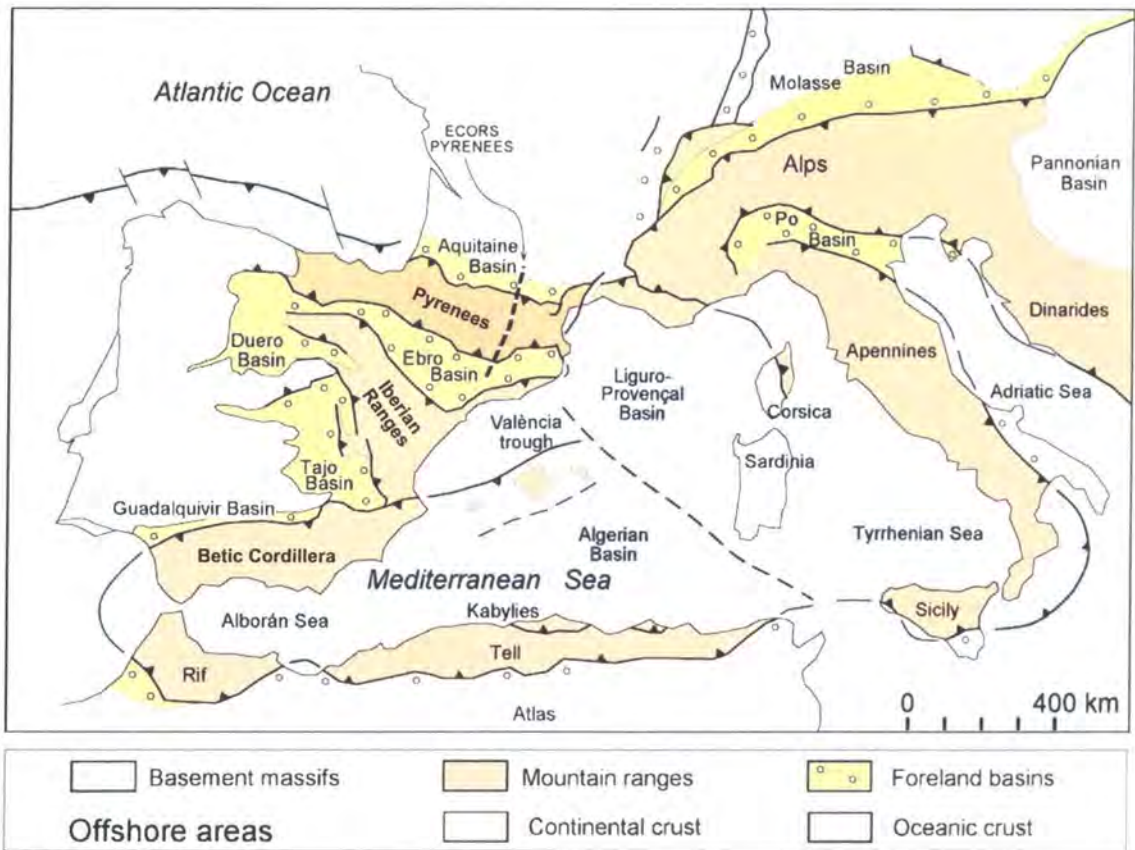 Atlantic Ocean
ECORS
PYRENEES
Basin
Molasse
Alps
Pannonian
Basin
Po
Basin
Aquitaine
Basin
Pyrenees
Duero
Basin
Ebro
Basin
Iberian
Ranges
Dinarides
Apennines
Liguro-
Provençal
Basin
Corsica
Adriatic Sea
València
trough
Sardinia
Tajo
Basin
Guadalquivir Basin
Tyrrhenian Sea
Algerian
Basin
Betic Cordillera
Mediterranean Sea
Kabylies
Alborán Sea
Sicily
Tell
Rif
0 400 km
Atlas
Basement massifs
Mountain ranges
Foreland basins
Offshore areas
Continental crust
Oceanic crust